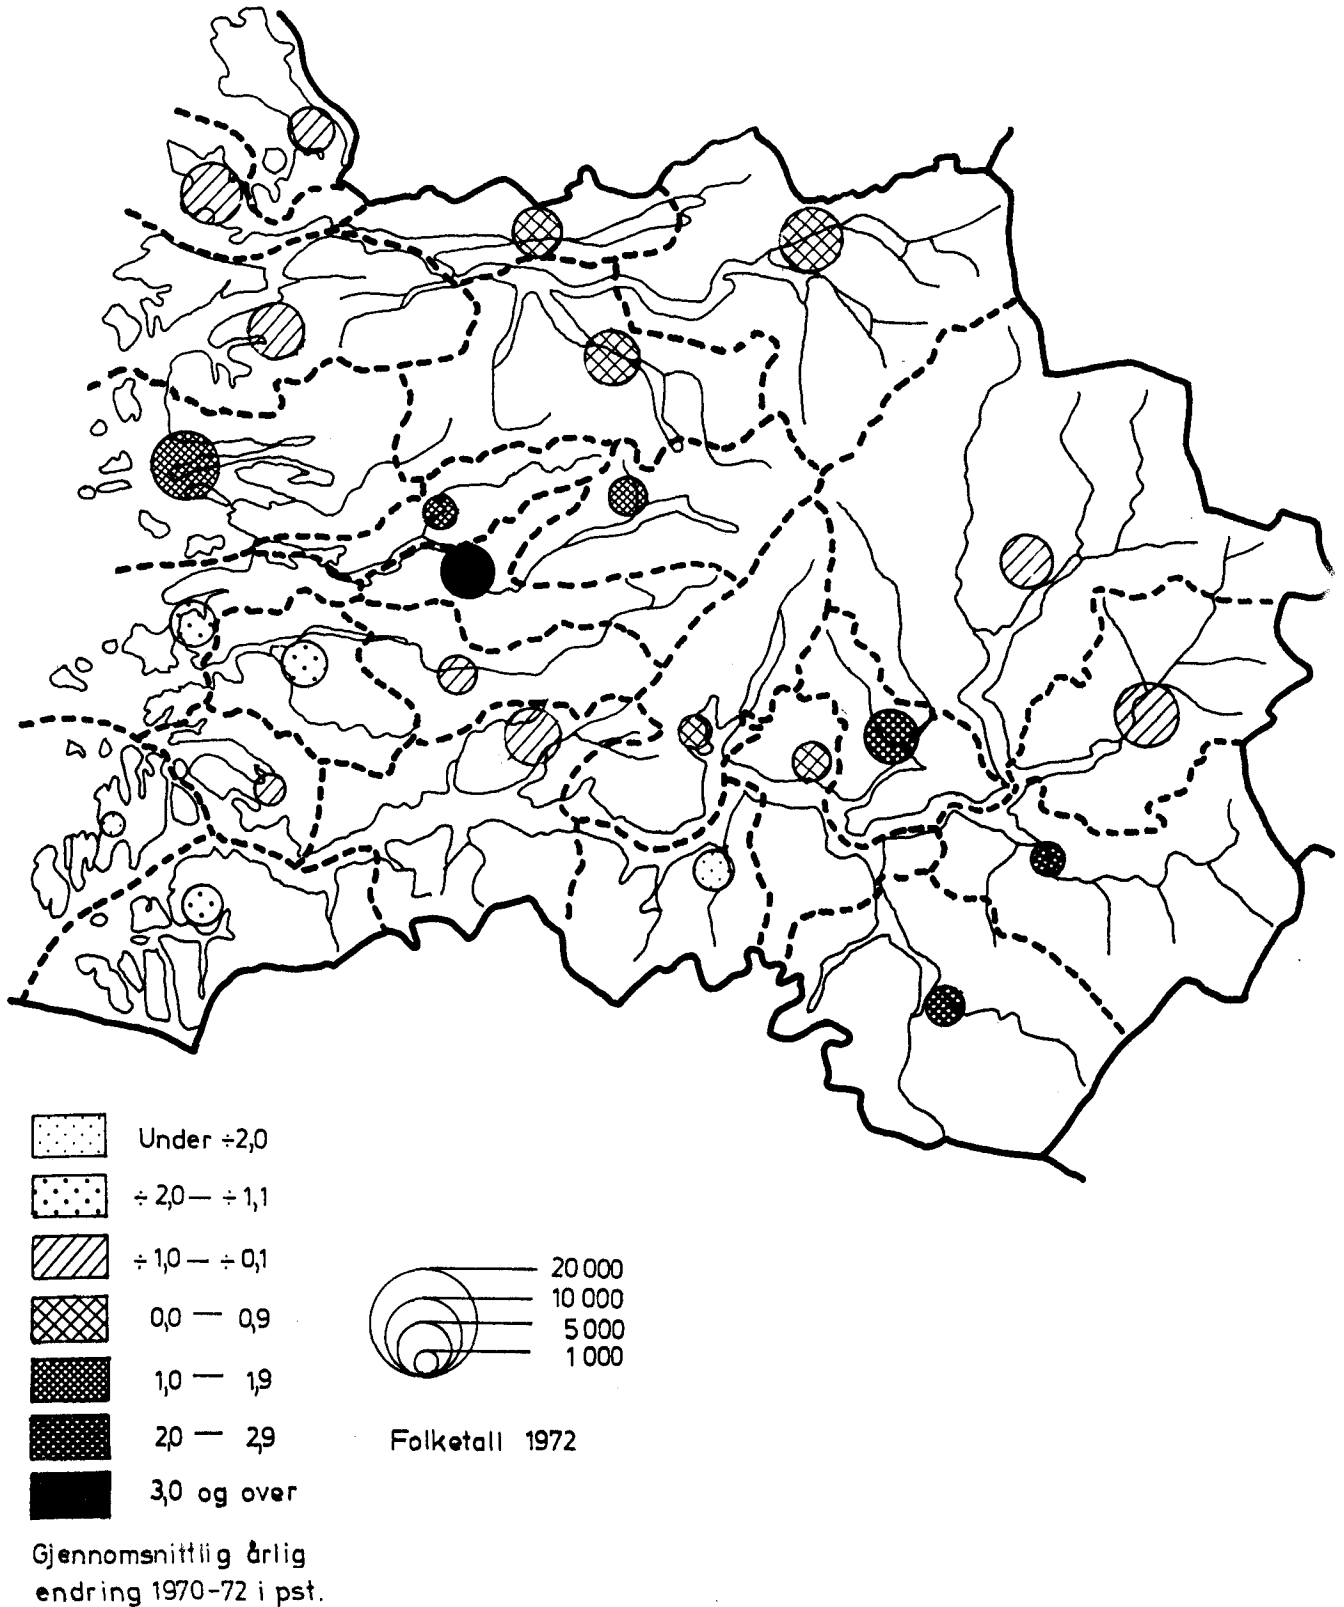 Under ÷2,0
÷2,0 — ÷1,1
÷1,0 — ÷0,1
0,0 — 0,9
1,0 — 1,9
2,0 — 2,9
3,0 og over
20 000
10 000
5 000
1 000
Folketall 1972
Gjennomsnittlig årlig
endring 1970-72 i pst.